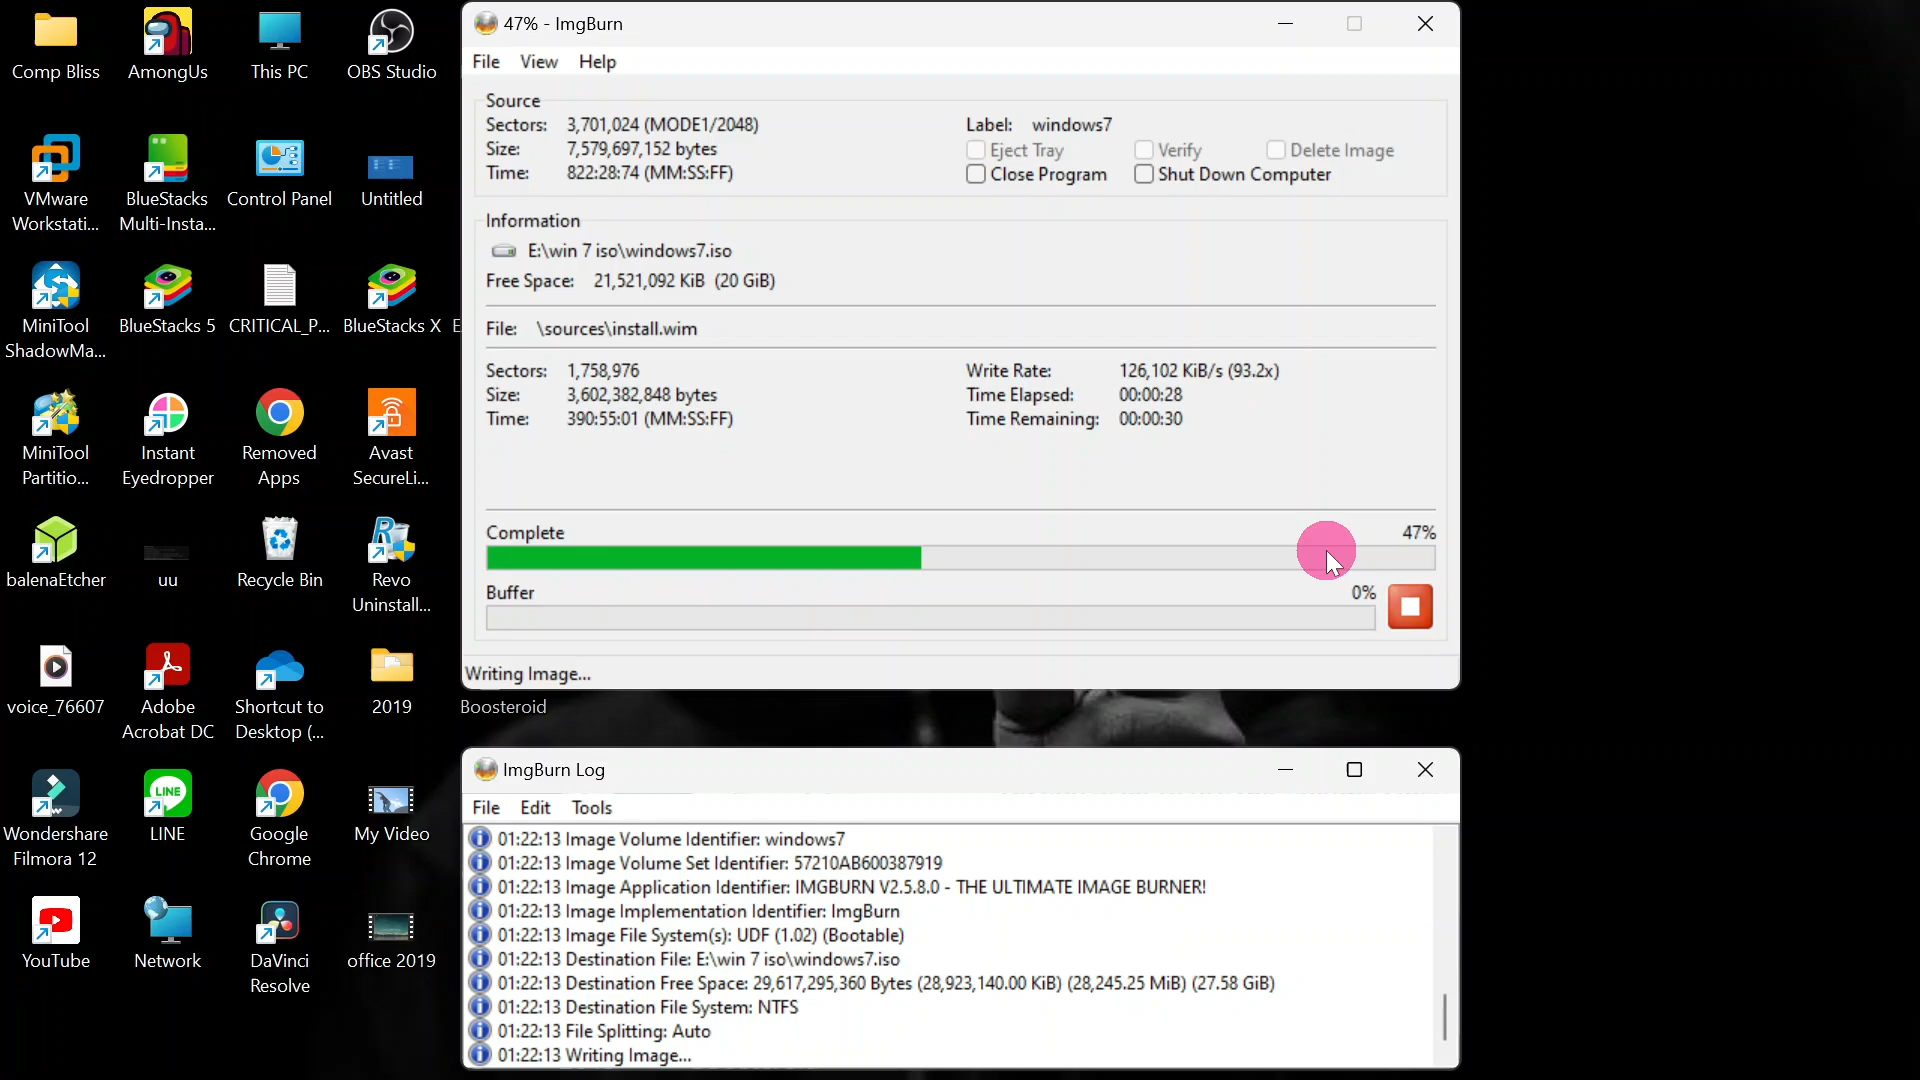 Comp Bliss
AmongUs
This PC
OBS Studio
VMware
Workstati...
BlueStacks
Multi-Insta...
Control Panel
Untitled
MiniTool
ShadowMa...
BlueStacks 5
CRITICAL_P...
BlueStacks X
E
MiniTool
Partitio...
Instant
Eyedropper
Removed
Apps
Avast
SecureLi...
balenaEtcher
uu
Recycle Bin
Revo
Uninstall...
voice_76607
Adobe
Acrobat DC
Shortcut to
Desktop (...
2019
Boosteroid
Wondershare
Filmora 12
LINE
LINE
Google
Chrome
My Video
YouTube
Network
DaVinci
Resolve
office 2019
47% - ImgBurn
File View Help
Source
Sectors: 3,701,024 (MODE1/2048)
Size: 7,579,697,152 bytes
Time: 822:28:74 (MM:SS:FF)
Label: windows7
Eject Tray Verify Delete Image
Close Program Shut Down Computer
Information
E:\win 7 iso\windows7.iso
Free Space: 21,521,092 KiB (20 GiB)
File: \sources\install.wim
Sectors: 1,758,976
Size: 3,602,382,848 bytes
Time: 390:55:01 (MM:SS:FF)
Write Rate: 126,102 KiB/s (93.2x)
Time Elapsed: 00:00:28
Time Remaining: 00:00:30
Complete 47%
Buffer 0%
Writing Image...
ImgBurn Log
File Edit Tools
01:22:13 Image Volume Identifier: windows7
01:22:13 Image Volume Set Identifier: 57210AB600387919
01:22:13 Image Application Identifier: IMGBURN V2.5.8.0 - THE ULTIMATE IMAGE BURNER!
01:22:13 Image Implementation Identifier: ImgBurn
01:22:13 Image File System(s): UDF (1.02) (Bootable)
01:22:13 Destination File: E:\win 7 iso\windows7.iso
01:22:13 Destination Free Space: 29,617,295,360 Bytes (28,923,140.00 KiB) (28,245.25 MiB) (27.58 GiB)
01:22:13 Destination File System: NTFS
01:22:13 File Splitting: Auto
01:22:13 Writing Image...